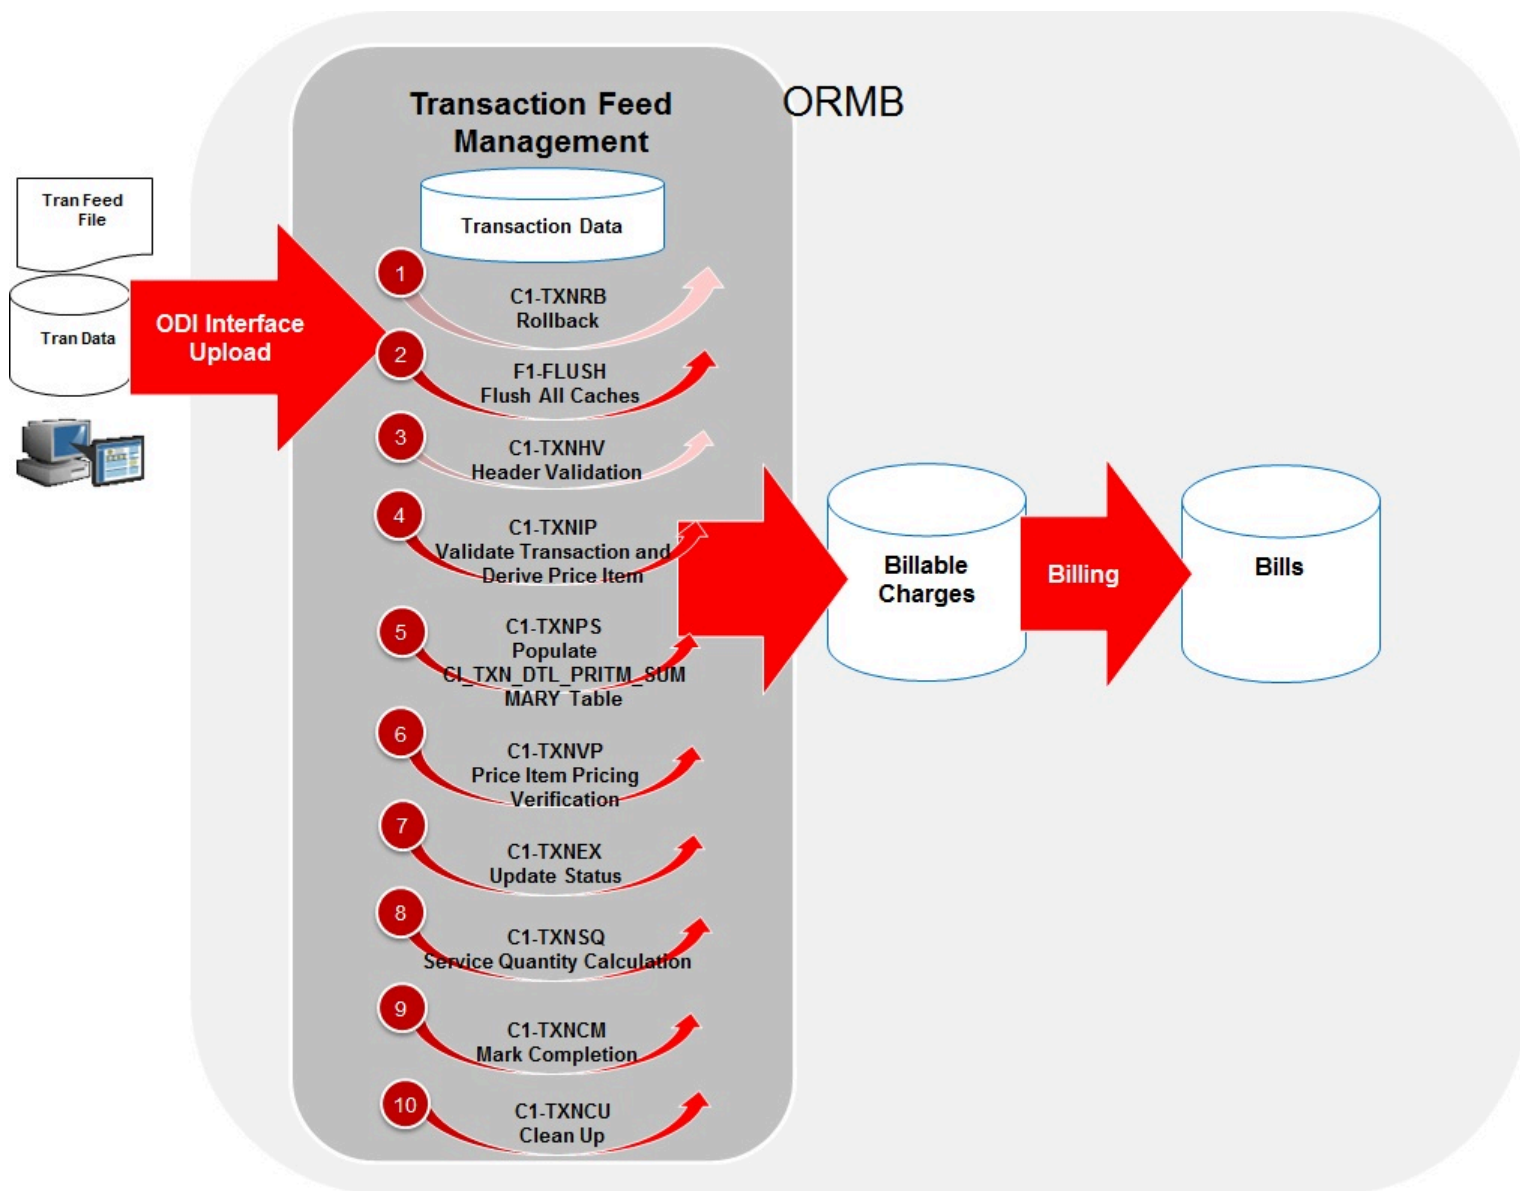 Transaction Feed
Management
ORMB
Tran Feed
File
Tran Data
ODI Interface
Upload
Transaction Data
1
C1-TXNRB
Rollback
2
F1-FLUSH
Flush All Caches
3
C1-TXNHV
Header Validation
4
C1-TXNIP
Validate Transaction and
Derive Price Item
5
C1-TXNPS
Populate
CI_TXN_DTL_PRITM_SUM
MARY Table
6
C1-TXNVP
Price Item Pricing
Verification
7
C1-TXNEX
Update Status
8
C1-TXNSQ
Service Quantity Calculation
9
C1-TXNCM
Mark Completion
10
C1-TXNCU
Clean Up
Billable
Charges
Billing
Bills